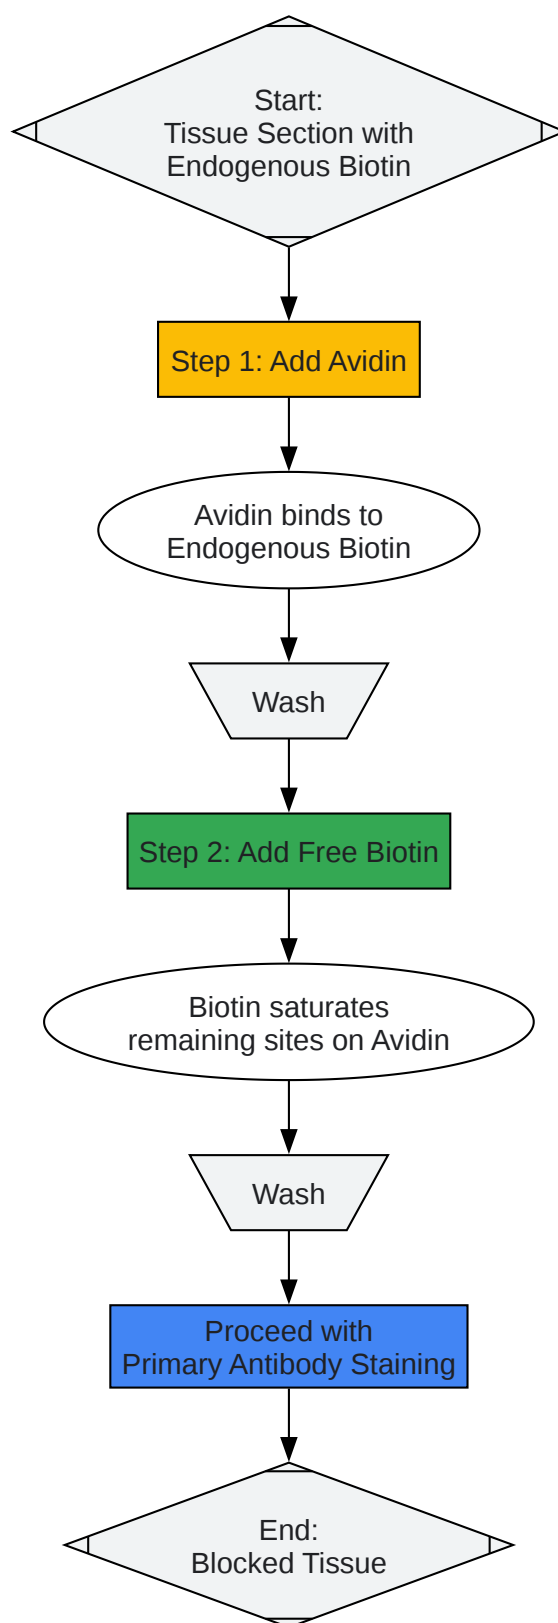 Start:
Tissue Section with
Endogenous Biotin
Step 1: Add Avidin
Avidin binds to
Endogenous Biotin
Wash
Step 2: Add Free Biotin
Biotin saturates
remaining sites on Avidin
Wash
Proceed with
Primary Antibody Staining
End:
Blocked Tissue